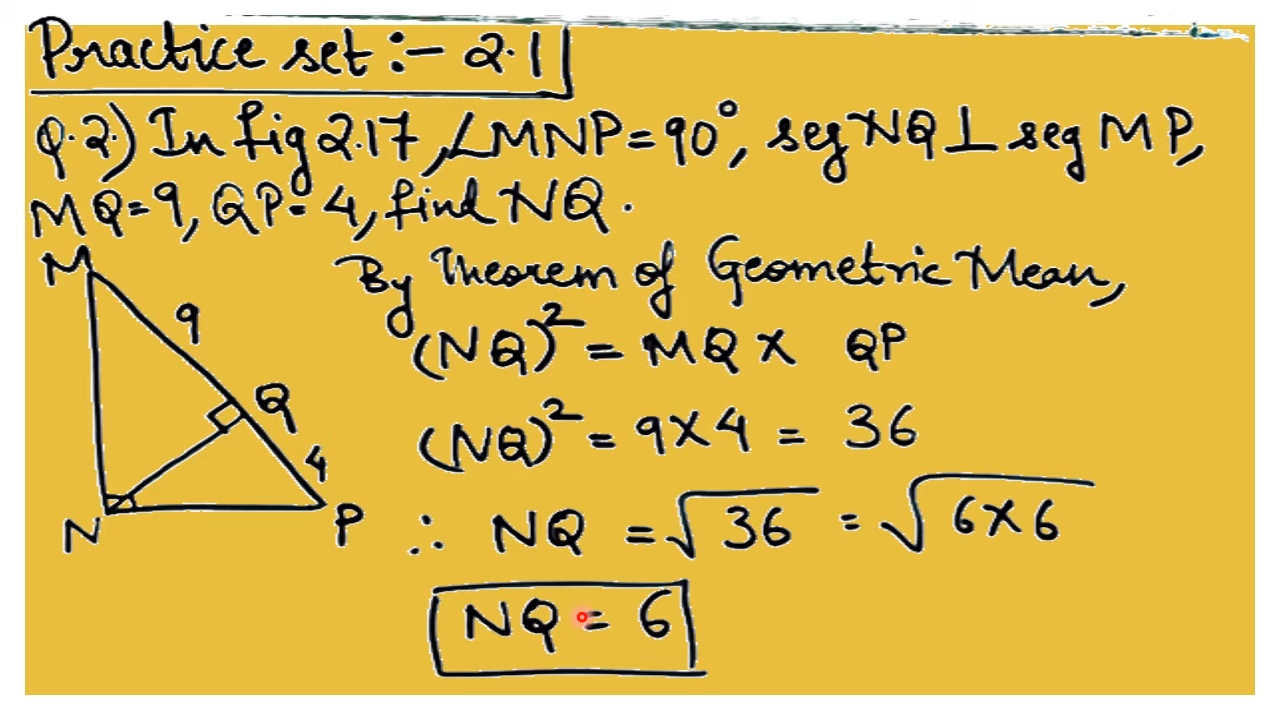 Practice set :- 2.1
Q.2.) In fig 2.17, ∠MNP = 90°, seg NQ ⊥ seg MP,
MQ = 9, QP = 4, find NQ.
M
9
Q
4
N
P
By Theorem of Geometric Mean,
(NQ)² = MQ × QP
(NQ)² = 9 × 4 = 36
∴ NQ = √36 = √6×6
NQ = 6